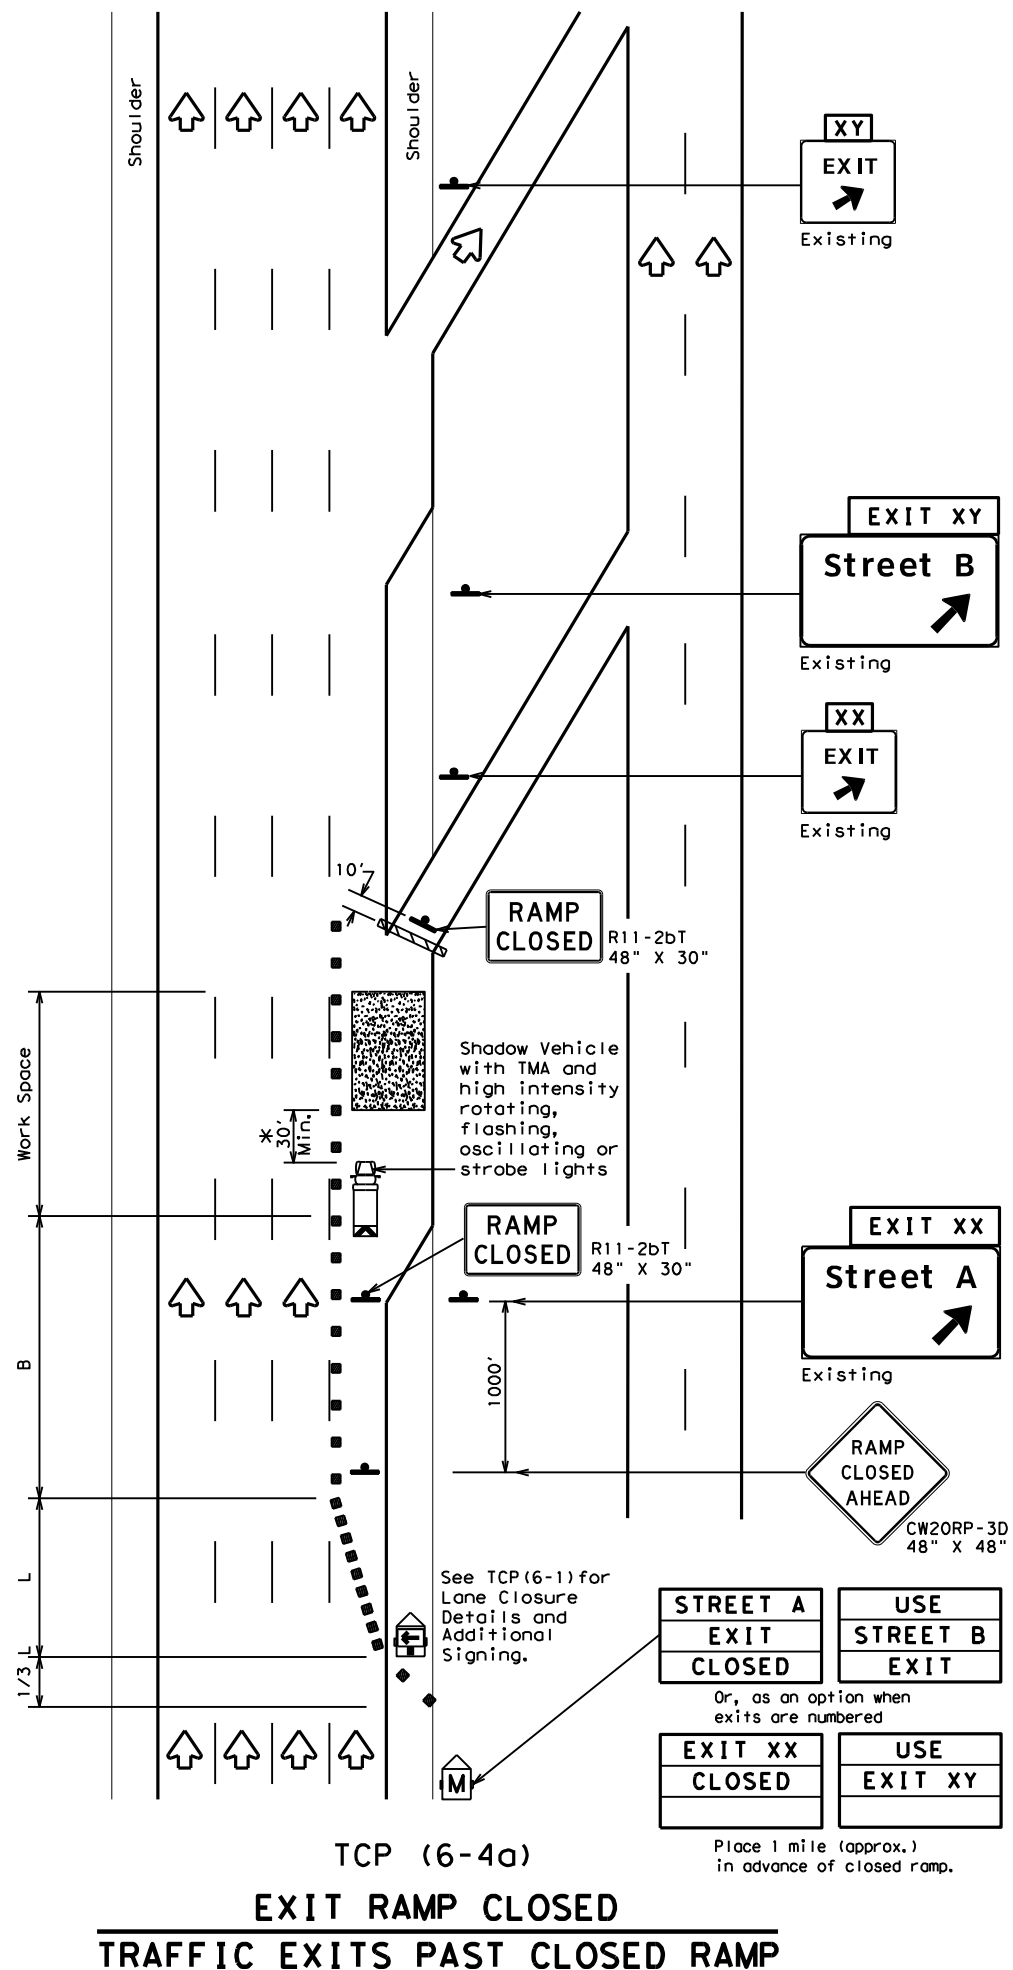 Shoulder
Shoulder
XY
EXIT
Existing
EXIT XY
Street B
Existing
XX
EXIT
Existing
10'
RAMP
CLOSED
R11-2bT
48" X 30"
Work Space
*
30'
Min.
Shadow Vehicle
with TMA and
high intensity
rotating,
flashing,
oscillating or
strobe lights
RAMP
CLOSED
R11-2bT
48" X 30"
EXIT XX
Street A
Existing
B
1000'
RAMP
CLOSED
AHEAD
CW20RP-3D
48" X 48"
L
1/3 L
See TCP(6-1)for
Lane Closure
Details and
Additional
Signing.
STREET A
EXIT
CLOSED
USE
STREET B
EXIT
Or, as an option when
exits are numbered
EXIT XX
CLOSED
USE
EXIT XY
M
Place 1 mile (approx.)
in advance of closed ramp.
TCP (6-4a)
EXIT RAMP CLOSED
TRAFFIC EXITS PAST CLOSED RAMP